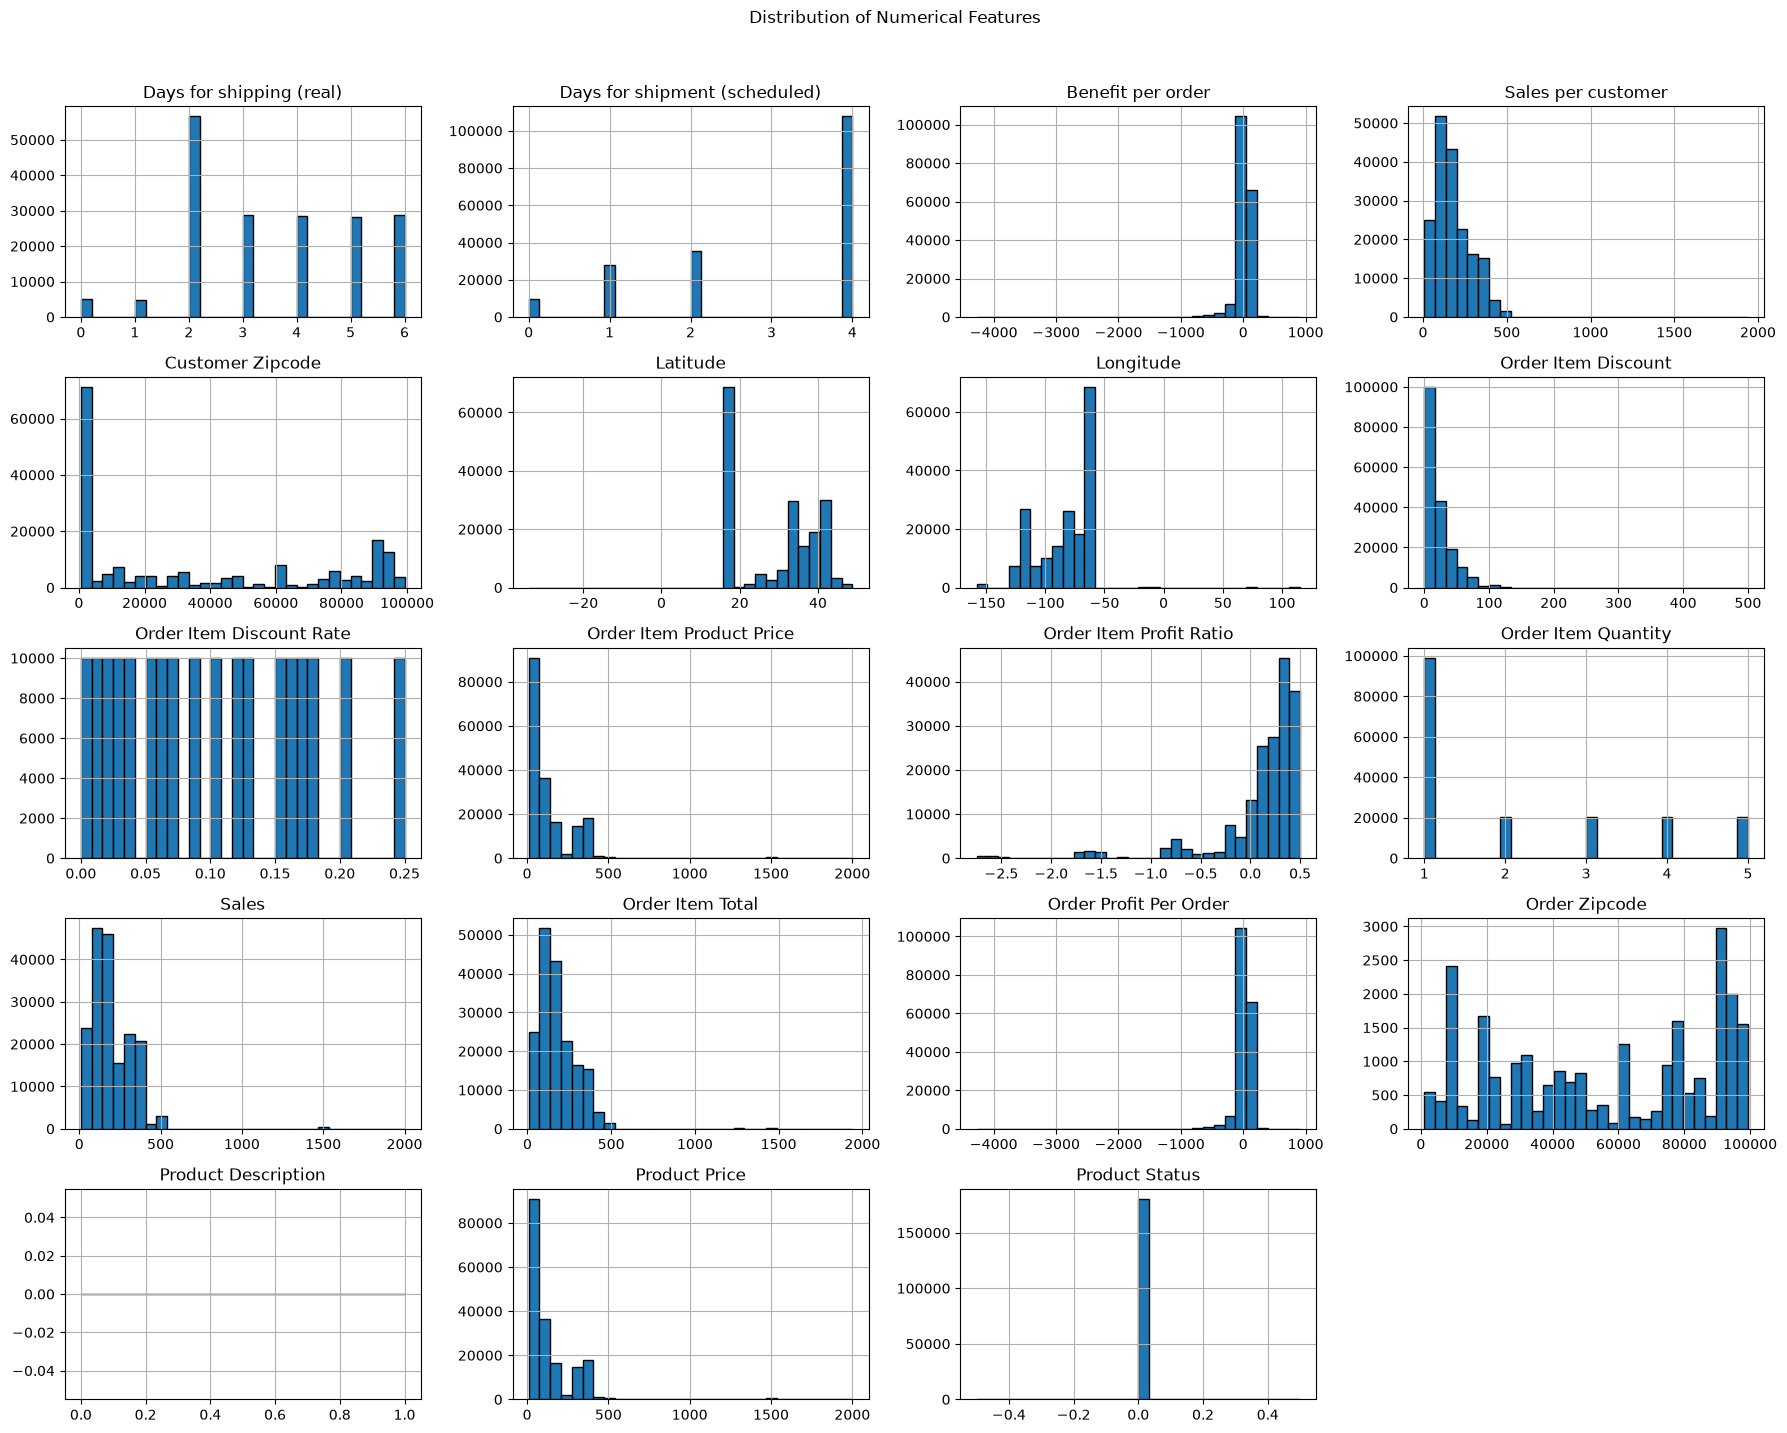 Distribution of Numerical Features
Days for shipping (real)
Days for shipment (scheduled)
Benefit per order
Sales per customer
50000
40000
30000
20000
10000
0
0 1 2 3 4 5 6
100000
80000
60000
40000
20000
0
0 1 2 3 4
100000
80000
60000
40000
20000
0
−4000 −3000 −2000 −1000 0 1000
50000
40000
30000
20000
10000
0
0 500 1000 1500 2000
Customer Zipcode
Latitude
Longitude
Order Item Discount
60000
40000
20000
0
0 20000 40000 60000 80000 100000
60000
40000
20000
0
−20 0 20 40
60000
40000
20000
0
−150 −100 −50 0 50 100
100000
80000
60000
40000
20000
0
0 100 200 300 400 500
Order Item Discount Rate
Order Item Product Price
Order Item Profit Ratio
Order Item Quantity
10000
8000
6000
4000
2000
0
0.00 0.05 0.10 0.15 0.20 0.25
80000
60000
40000
20000
0
0 500 1000 1500 2000
40000
30000
20000
10000
0
−2.5 −2.0 −1.5 −1.0 −0.5 0.0 0.5
100000
80000
60000
40000
20000
0
1 2 3 4 5
Sales
Order Item Total
Order Profit Per Order
Order Zipcode
40000
30000
20000
10000
0
0 500 1000 1500 2000
50000
40000
30000
20000
10000
0
0 500 1000 1500 2000
100000
80000
60000
40000
20000
0
−4000 −3000 −2000 −1000 0 1000
3000
2500
2000
1500
1000
500
0
0 20000 40000 60000 80000 100000
Product Description
Product Price
Product Status
0.04
0.02
0.00
−0.02
−0.04
0.0 0.2 0.4 0.6 0.8 1.0
80000
60000
40000
20000
0
0 500 1000 1500 2000
150000
100000
50000
0
−0.4 −0.2 0.0 0.2 0.4